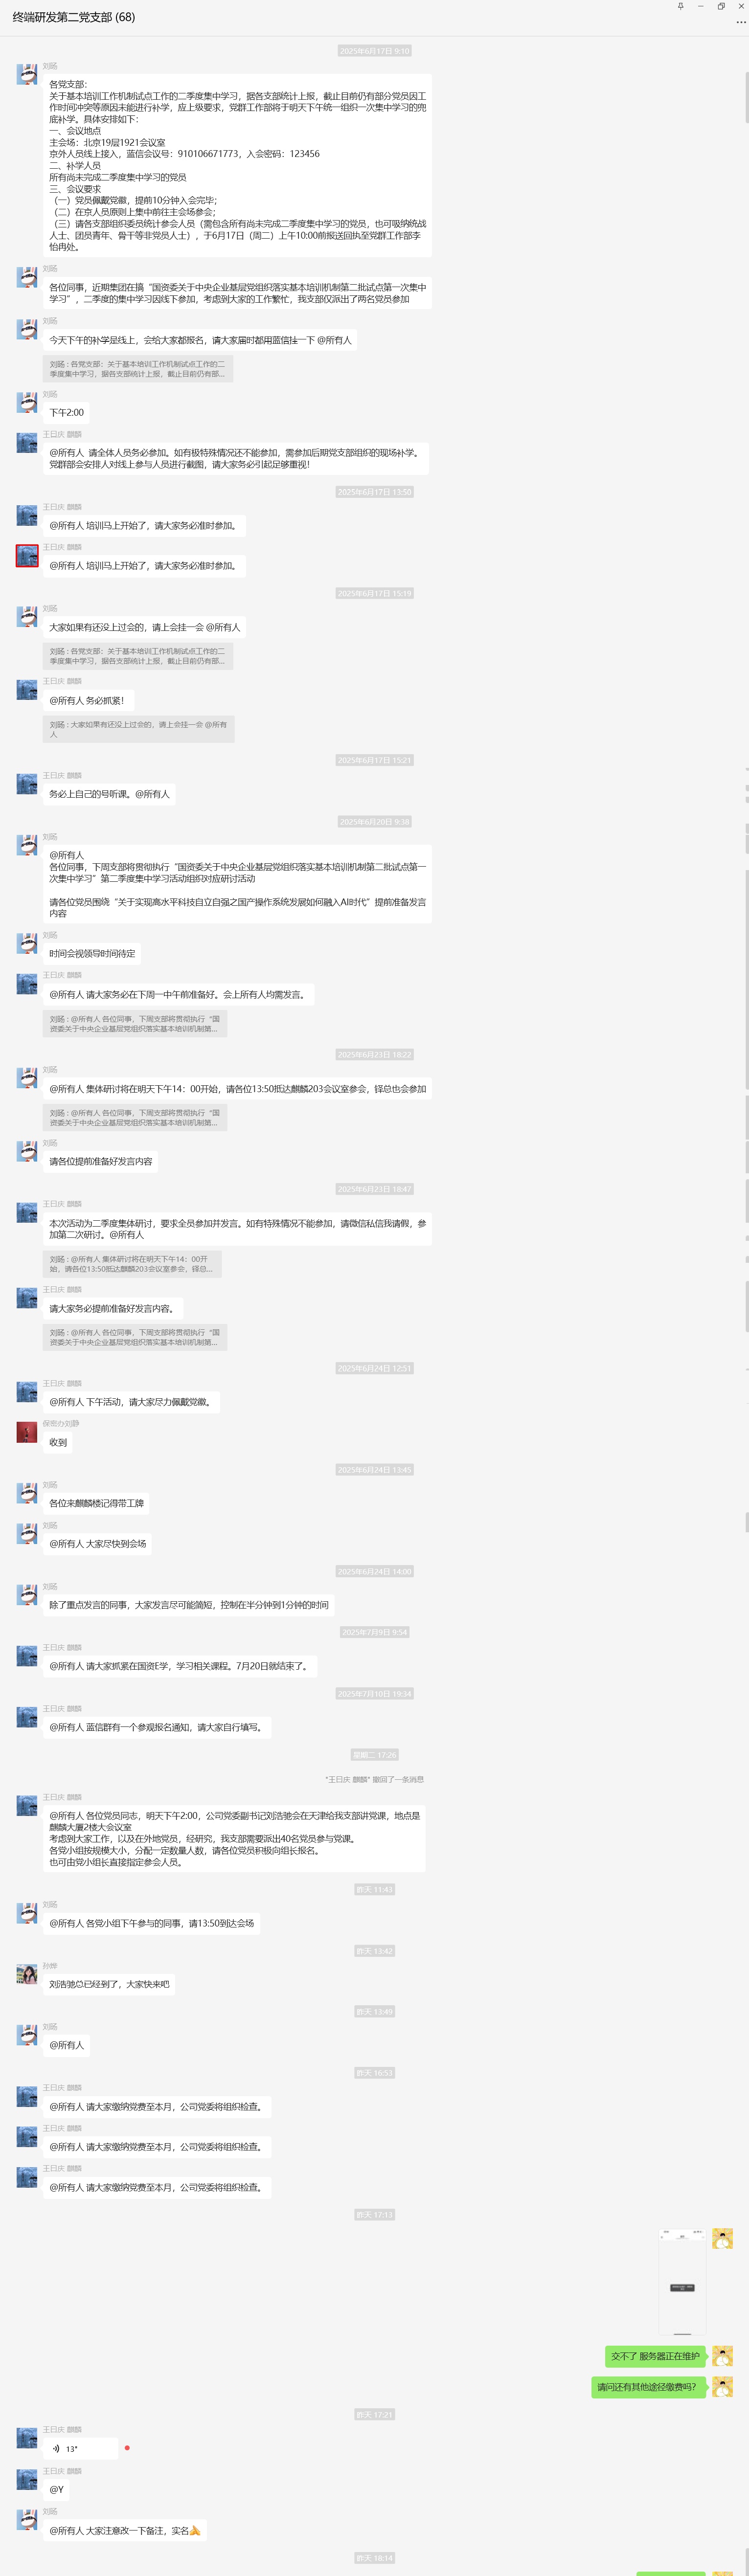 终端研发第二党支部 (68)
2025年6月17日 9:10
刘旸
各党支部：
关于基本培训工作机制试点工作的二季度集中学习，据各支部统计上报，截止目前仍有部分党员因工
作时间冲突等原因未能进行补学，应上级要求，党群工作部将于明天下午统一组织一次集中学习的兜
底补学。具体安排如下：
一、会议地点
主会场：北京19层1921会议室
京外人员线上接入，蓝信会议号：910106671773，入会密码：123456
二、补学人员
所有尚未完成二季度集中学习的党员
三、会议要求
（一）党员佩戴党徽，提前10分钟入会完毕；
（二）在京人员原则上集中前往主会场参会；
（三）请各支部组织委员统计参会人员（需包含所有尚未完成二季度集中学习的党员，也可吸纳统战
人士、团员青年、骨干等非党员人士），于6月17日（周二）上午10:00前报送回执至党群工作部李
怡冉处。
刘旸
各位同事，近期集团在搞“国资委关于中央企业基层党组织落实基本培训机制第二批试点第一次集中
学习”，二季度的集中学习因线下参加，考虑到大家的工作繁忙，我支部仅派出了两名党员参加
刘旸
今天下午的补学是线上，会给大家都报名，请大家届时都用蓝信挂一下 @所有人
刘旸 : 各党支部：关于基本培训工作机制试点工作的二
季度集中学习，据各支部统计上报，截止目前仍有部...
刘旸
下午2:00
王日庆 麒麟
@所有人 请全体人员务必参加。如有极特殊情况还不能参加，需参加后期党支部组织的现场补学。
党群部会安排人对线上参与人员进行截图，请大家务必引起足够重视！
2025年6月17日 13:50
王日庆 麒麟
@所有人 培训马上开始了，请大家务必准时参加。
王日庆 麒麟
@所有人 培训马上开始了，请大家务必准时参加。
2025年6月17日 15:19
刘旸
大家如果有还没上过会的，请上会挂一会 @所有人
刘旸 : 各党支部：关于基本培训工作机制试点工作的二
季度集中学习，据各支部统计上报，截止目前仍有部...
王日庆 麒麟
@所有人 务必抓紧！
刘旸 : 大家如果有还没上过会的，请上会挂一会 @所有
人
2025年6月17日 15:21
王日庆 麒麟
务必上自己的号听课。@所有人
2025年6月20日 9:38
刘旸
@所有人
各位同事，下周支部将贯彻执行“国资委关于中央企业基层党组织落实基本培训机制第二批试点第一
次集中学习”第二季度集中学习活动组织对应研讨活动
请各位党员围绕“关于实现高水平科技自立自强之国产操作系统发展如何融入AI时代”提前准备发言
内容
刘旸
时间会视领导时间待定
王日庆 麒麟
@所有人 请大家务必在下周一中午前准备好。会上所有人均需发言。
刘旸 : @所有人 各位同事，下周支部将贯彻执行“国
资委关于中央企业基层党组织落实基本培训机制第...
2025年6月23日 18:22
刘旸
@所有人 集体研讨将在明天下午14：00开始，请各位13:50抵达麒麟203会议室参会，铎总也会参加
刘旸 : @所有人 各位同事，下周支部将贯彻执行“国
资委关于中央企业基层党组织落实基本培训机制第...
刘旸
请各位提前准备好发言内容
2025年6月23日 18:47
王日庆 麒麟
本次活动为二季度集体研讨，要求全员参加并发言。如有特殊情况不能参加，请微信私信我请假，参
加第二次研讨。@所有人
刘旸 : @所有人 集体研讨将在明天下午14：00开
始，请各位13:50抵达麒麟203会议室参会，铎总...
王日庆 麒麟
请大家务必提前准备好发言内容。
刘旸 : @所有人 各位同事，下周支部将贯彻执行“国
资委关于中央企业基层党组织落实基本培训机制第...
2025年6月24日 12:51
王日庆 麒麟
@所有人 下午活动，请大家尽力佩戴党徽。
保密办刘静
收到
2025年6月24日 13:45
刘旸
各位来麒麟楼记得带工牌
刘旸
@所有人 大家尽快到会场
2025年6月24日 14:00
刘旸
除了重点发言的同事，大家发言尽可能简短，控制在半分钟到1分钟的时间
2025年7月9日 9:54
王日庆 麒麟
@所有人 请大家抓紧在国资E学，学习相关课程。7月20日就结束了。
2025年7月10日 19:34
王日庆 麒麟
@所有人 蓝信群有一个参观报名通知，请大家自行填写。
星期二 17:26
"王日庆 麒麟" 撤回了一条消息
王日庆 麒麟
@所有人 各位党员同志，明天下午2:00，公司党委副书记刘浩驰会在天津给我支部讲党课，地点是
麒麟大厦2楼大会议室
考虑到大家工作，以及在外地党员，经研究，我支部需要派出40名党员参与党课。
各党小组按规模大小，分配一定数量人数，请各位党员积极向组长报名。
也可由党小组长直接指定参会人员。
昨天 11:43
刘旸
@所有人 各党小组下午参与的同事，请13:50到达会场
昨天 13:42
孙烨
刘浩驰总已经到了，大家快来吧
昨天 13:49
刘旸
@所有人
昨天 16:53
王日庆 麒麟
@所有人 请大家缴纳党费至本月，公司党委将组织检查。
王日庆 麒麟
@所有人 请大家缴纳党费至本月，公司党委将组织检查。
王日庆 麒麟
@所有人 请大家缴纳党费至本月，公司党委将组织检查。
昨天 17:13
交不了 服务器正在维护
请问还有其他途径缴费吗？
昨天 17:21
王日庆 麒麟
13"
王日庆 麒麟
@Y
刘旸
@所有人 大家注意改一下备注，实名
昨天 18:14